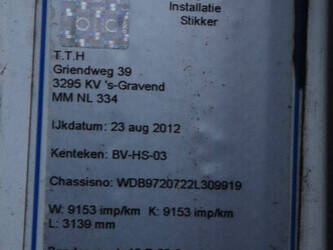 Installatie
Stikker
T.T.H
Griendweg 39
3295 KV 's-Gravend
MM NL 334
IJkdatum: 23 aug 2012
Kenteken: BV-HS-03
Chassisno: WDB9720722L309919
W: 9153 imp/km K: 9153 imp/km
L: 3139 mm